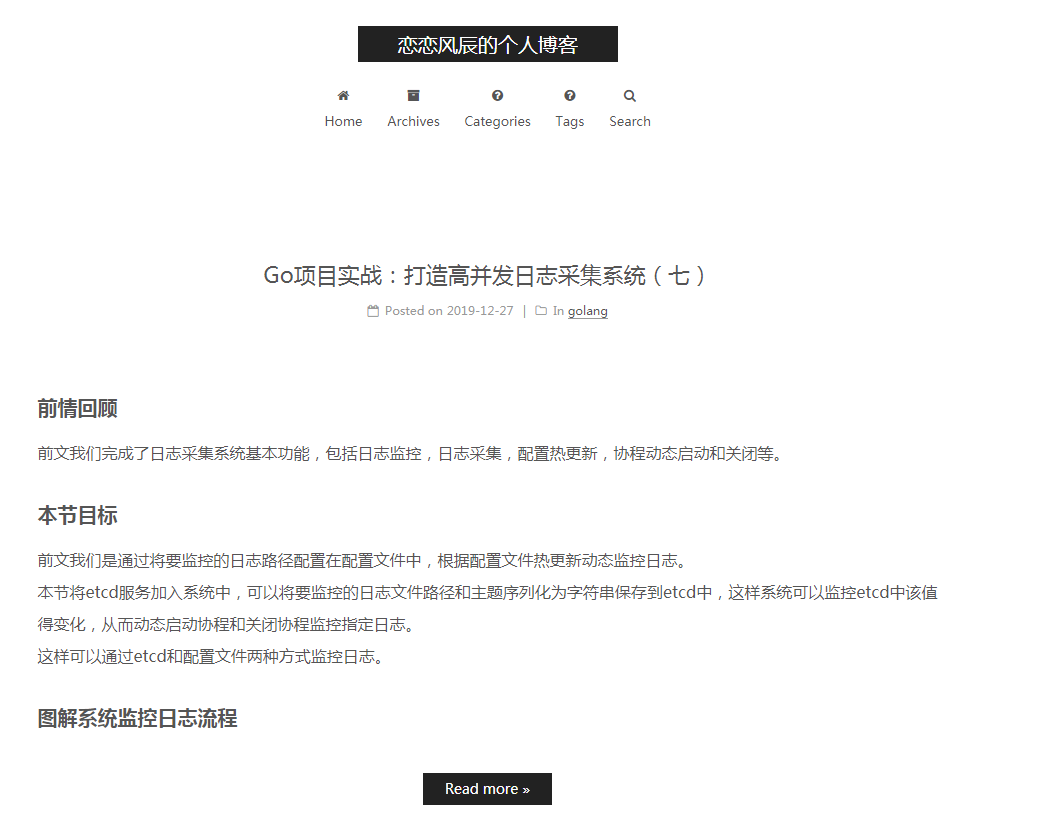 恋恋风辰的个人博客
Home Archives Categories Tags Search
Go项目实战：打造高并发日志采集系统（七）
Posted on 2019-12-27 | In golang
前情回顾
前文我们完成了日志采集系统基本功能，包括日志监控，日志采集，配置热更新，协程动态启动和关闭等。
本节目标
前文我们是通过将要监控的日志路径配置在配置文件中，根据配置文件热更新动态监控日志。
本节将etcd服务加入系统中，可以将要监控的日志文件路径和主题序列化为字符串保存到etcd中，这样系统可以监控etcd中该值
得变化，从而动态启动协程和关闭协程监控指定日志。
这样可以通过etcd和配置文件两种方式监控日志。
图解系统监控日志流程
Read more »